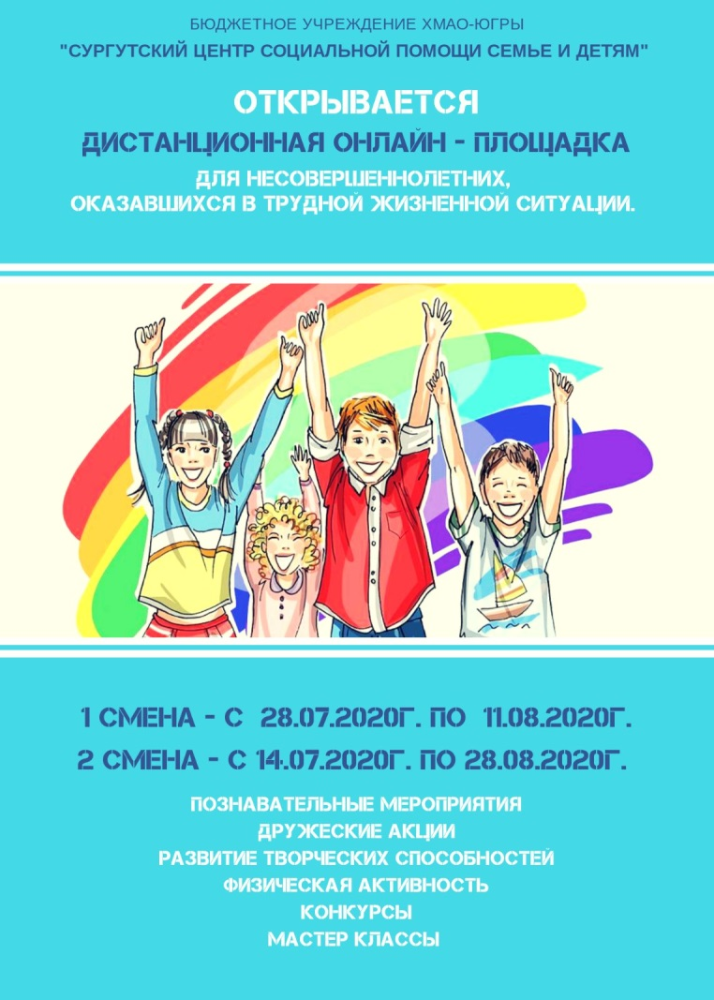 БЮДЖЕТНОЕ УЧРЕЖДЕНИЕ ХМАО-ЮГРЫ
"СУРГУТСКИЙ ЦЕНТР СОЦИАЛЬНОЙ ПОМОЩИ СЕМЬЕ И ДЕТЯМ"
ОТКРЫВАЕТСЯ
ДИСТАНЦИОННАЯ ОНЛАЙН - ПЛОЩАДКА
ДЛЯ НЕСОВЕРШЕННОЛЕТНИХ,
ОКАЗАВШИХСЯ В ТРУДНОЙ ЖИЗНЕННОЙ СИТУАЦИИ.
1 СМЕНА - С 28.07.2020Г. ПО 11.08.2020Г.
2 СМЕНА - С 14.07.2020Г. ПО 28.08.2020Г.
ПОЗНАВАТЕЛЬНЫЕ МЕРОПРИЯТИЯ
ДРУЖЕСКИЕ АКЦИИ
РАЗВИТИЕ ТВОРЧЕСКИХ СПОСОБНОСТЕЙ
ФИЗИЧЕСКАЯ АКТИВНОСТЬ
КОНКУРСЫ
МАСТЕР КЛАССЫ